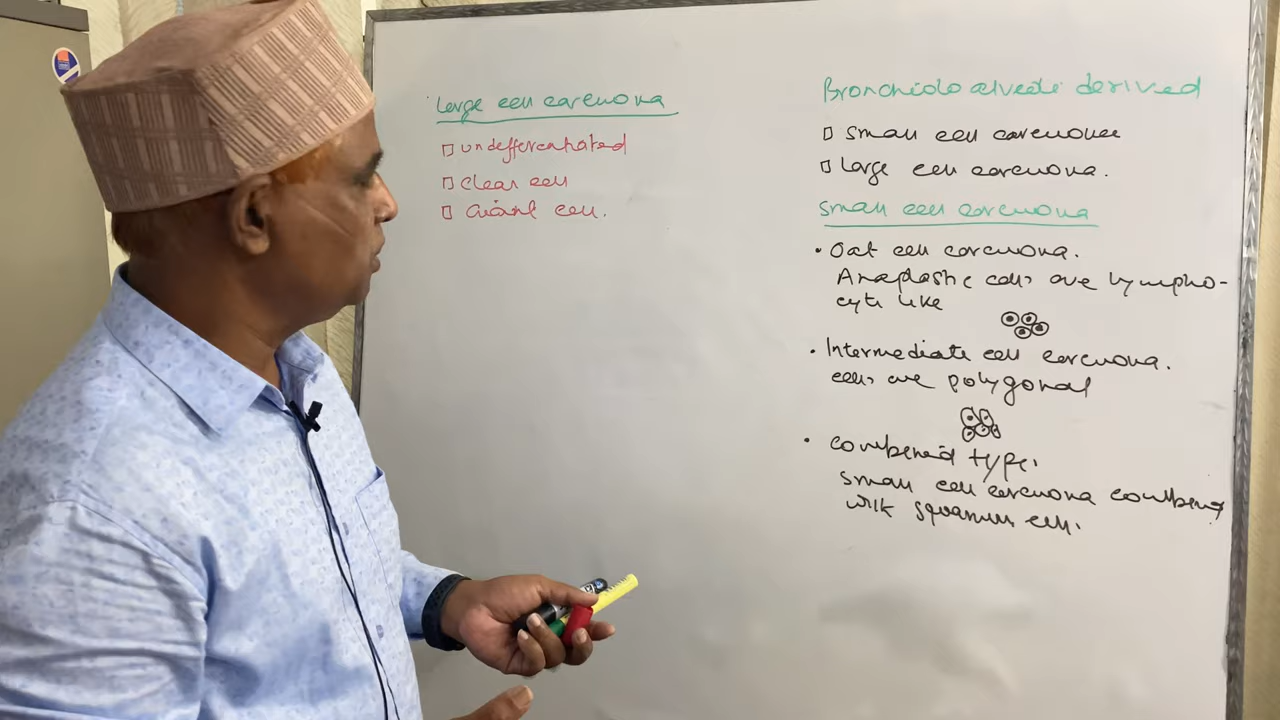 Large cell carcinoma
undifferentiated
clear cell
Giant cell.
Bronchiolo alveoli derived
small cell carcinoma
Large cell carcinoma.
small cell carcinoma
• Oat cell carcinoma.
Anaplastic cells are lympho-
cyte like
• Intermediate cell carcinoma.
cells are polygonal
• combined type.
small cell carcinoma combined
with squamous cell.